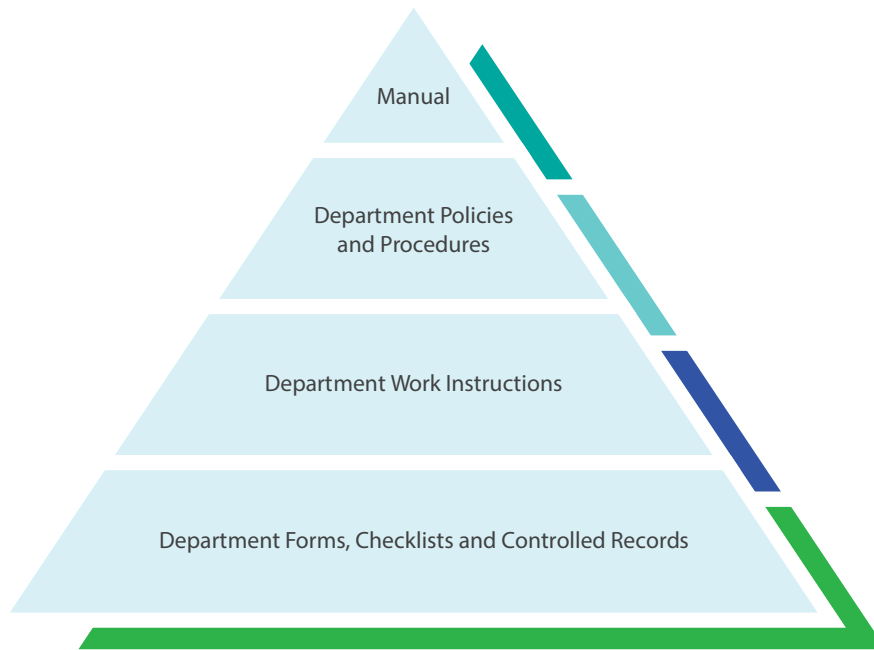 Manual
Department Policies
and Procedures
Department Work Instructions
Department Forms, Checklists and Controlled Records